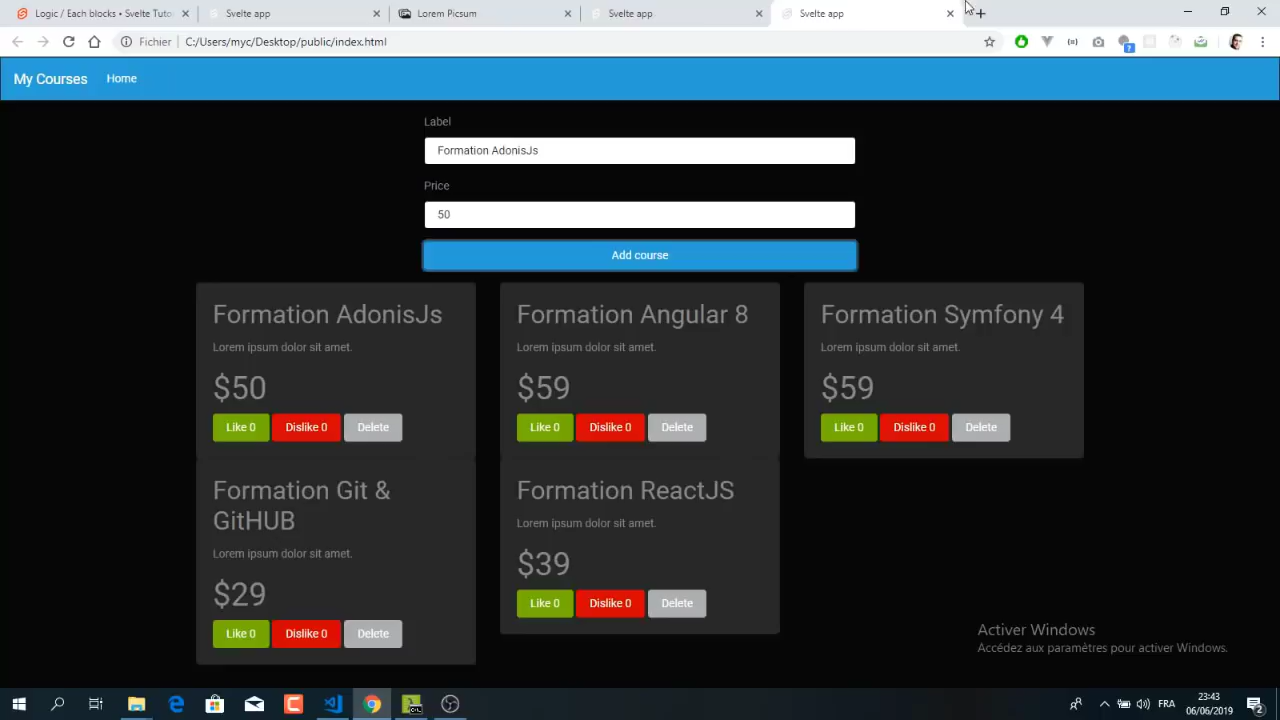 Logic / Each blocks • Svelte Tuto
Svelte app
Lorem Picsum
Svelte app
Svelte app
Fichier
C:/Users/myc/Desktop/public/index.html
My Courses
Home
Label
Formation AdonisJs
Price
50
Add course
Formation AdonisJs
Lorem ipsum dolor sit amet.
$50
Like 0
Dislike 0
Delete
Formation Angular 8
Lorem ipsum dolor sit amet.
$59
Like 0
Dislike 0
Delete
Formation Symfony 4
Lorem ipsum dolor sit amet.
$59
Like 0
Dislike 0
Delete
Formation Git &
GitHUB
Lorem ipsum dolor sit amet.
$29
Like 0
Dislike 0
Delete
Formation ReactJS
Lorem ipsum dolor sit amet.
$39
Like 0
Dislike 0
Delete
Activer Windows
Accédez aux paramètres pour activer Windows.
FRA
23:43
06/06/2019
2